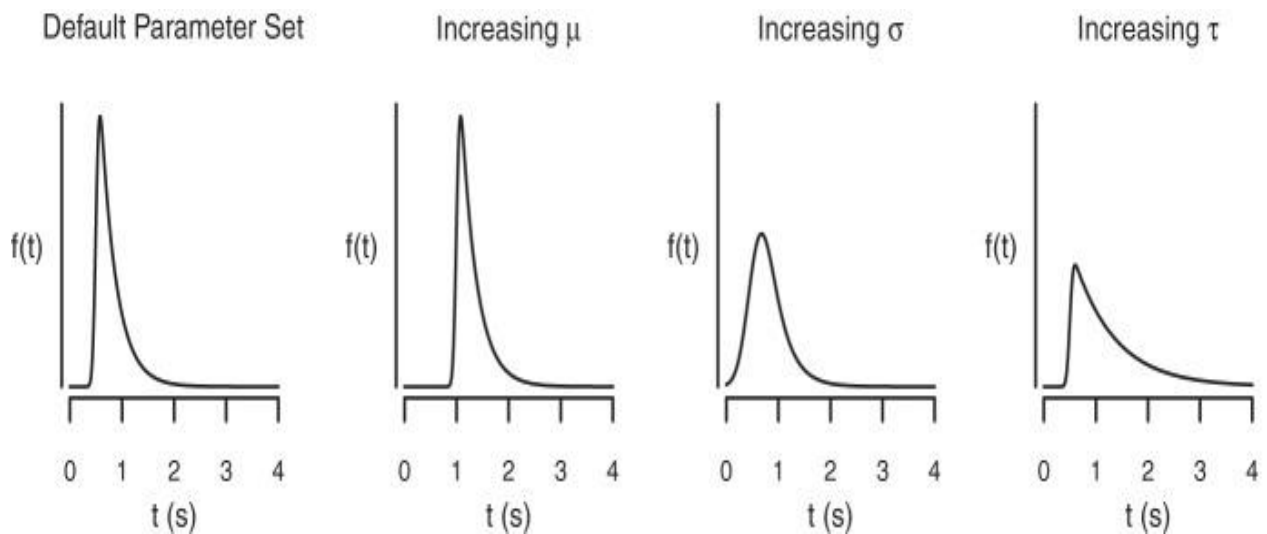 Default Parameter Set
Increasing μ
Increasing σ
Increasing τ
f(t)
f(t)
f(t)
f(t)
0 1 2 3 4
0 1 2 3 4
0 1 2 3 4
0 1 2 3 4
t (s)
t (s)
t (s)
t (s)